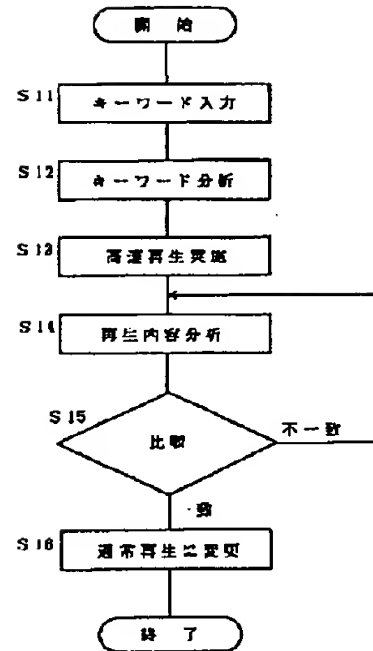 開始
S11
キーワード入力
S12
キーワード分析
S13
高速再生実施
S14
再生内容分析
S15
比較
不一致
一致
S16
通常再生に変更
終了